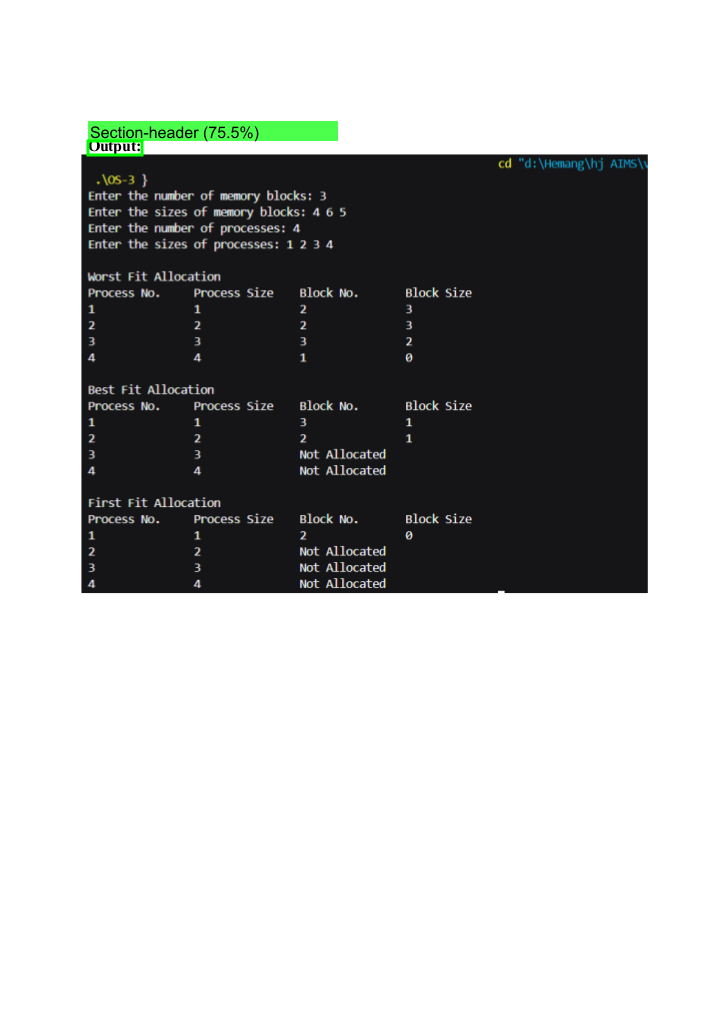 Section-header (75.5%)
Output:
cd "d:\Hemang\hj AIMS\
.\OS-3 }
Enter the number of memory blocks: 3
Enter the sizes of memory blocks: 4 6 5
Enter the number of processes: 4
Enter the sizes of processes: 1 2 3 4
Worst Fit Allocation
Process No. Process Size Block No. Block Size
1 1 2 3
2 2 2 3
3 3 3 2
4 4 1 0
Best Fit Allocation
Process No. Process Size Block No. Block Size
1 1 3 1
2 2 2 1
3 3 Not Allocated
4 4 Not Allocated
First Fit Allocation
Process No. Process Size Block No. Block Size
1 1 2 0
2 2 Not Allocated
3 3 Not Allocated
4 4 Not Allocated